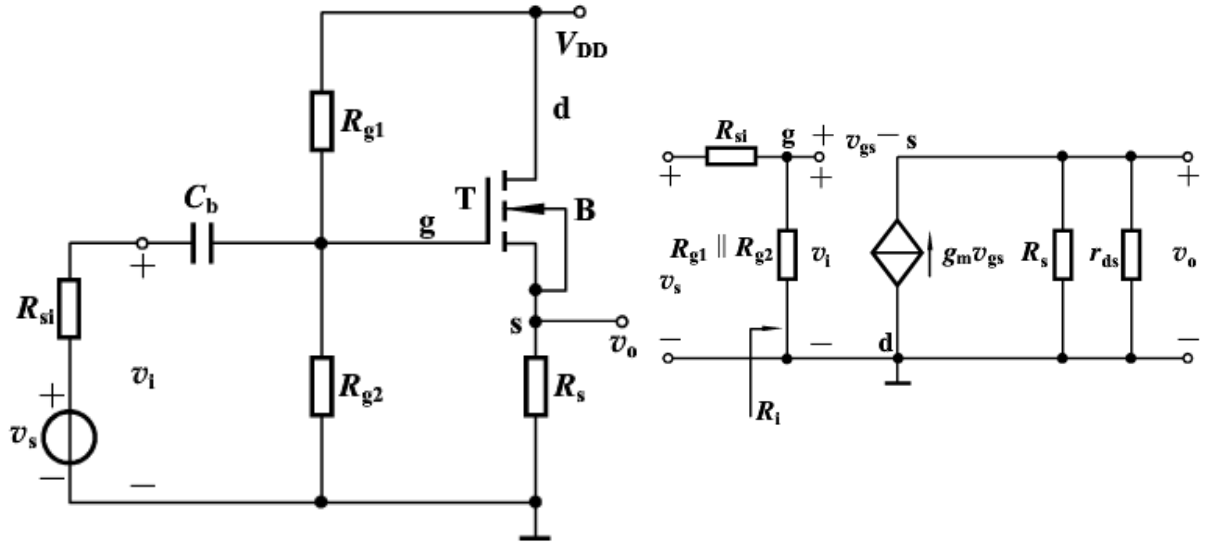 V_DD
d
R_g1
T
B
C_b
g
+
R_si
s
v_o
v_i
R_g2
R_s
+
v_s
−
−
R_si
g
+
v_gs
−
s
+
+
+
R_g1 || R_g2
v_i
g_m v_gs
R_s
r_ds
v_o
v_s
−
−
d
−
R_i